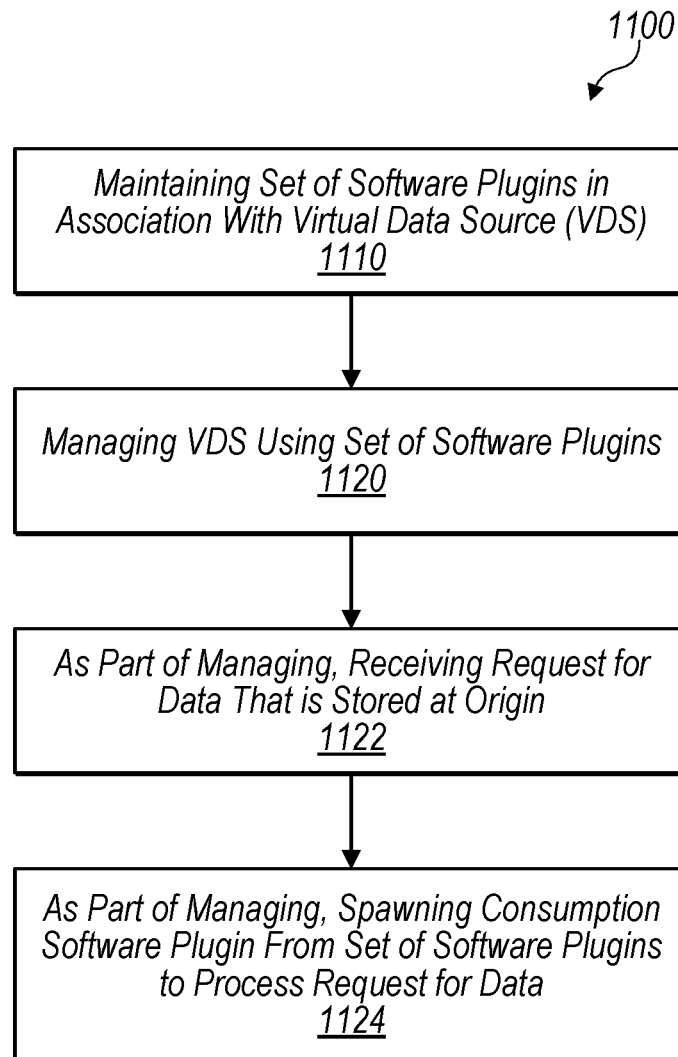 1100
Maintaining Set of Software Plugins in
Association With Virtual Data Source (VDS)
1110
Managing VDS Using Set of Software Plugins
1120
As Part of Managing, Receiving Request for
Data That is Stored at Origin
1122
As Part of Managing, Spawning Consumption
Software Plugin From Set of Software Plugins
to Process Request for Data
1124